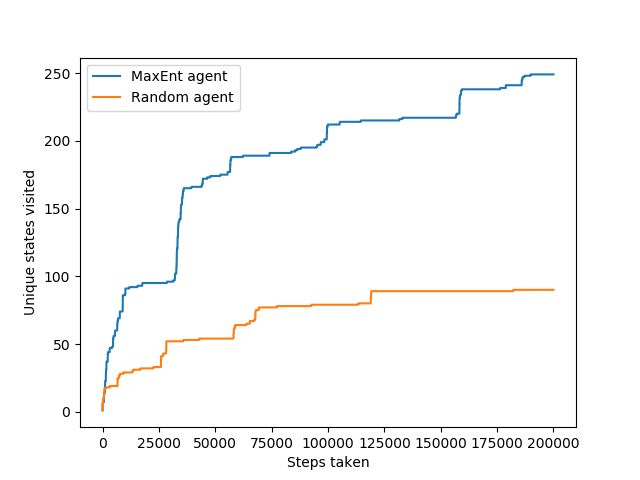 MaxEnt agent
Random agent
Unique states visited
250
200
150
100
50
0
0 25000 50000 75000 100000 125000 150000 175000 200000
Steps taken